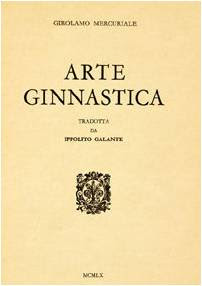 GIROLAMO MERCURIALE
ARTE
GINNASTICA
TRADOTTA
DA
IPPOLITO GALANTE
MCMLX